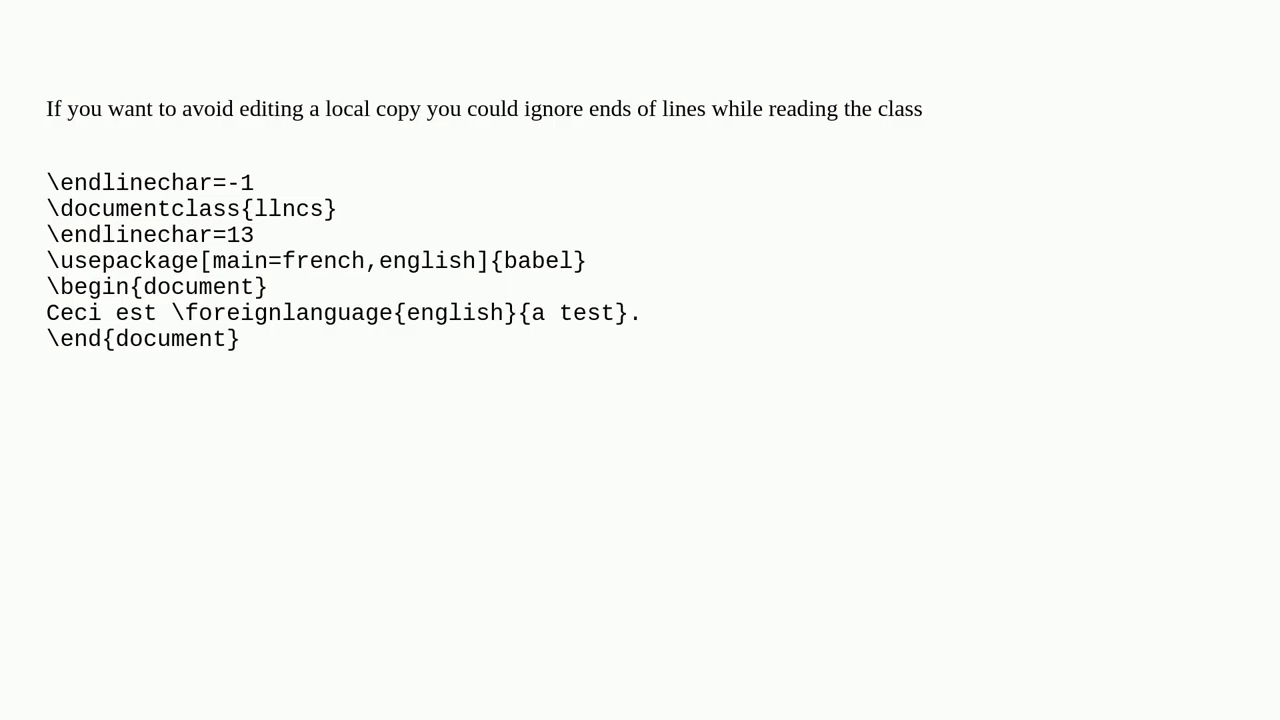 If you want to avoid editing a local copy you could ignore ends of lines while reading the class
\endlinechar=-1
\documentclass{llncs}
\endlinechar=13
\usepackage[main=french,english]{babel}
\begin{document}
Ceci est \foreignlanguage{english}{a test}.
\end{document}